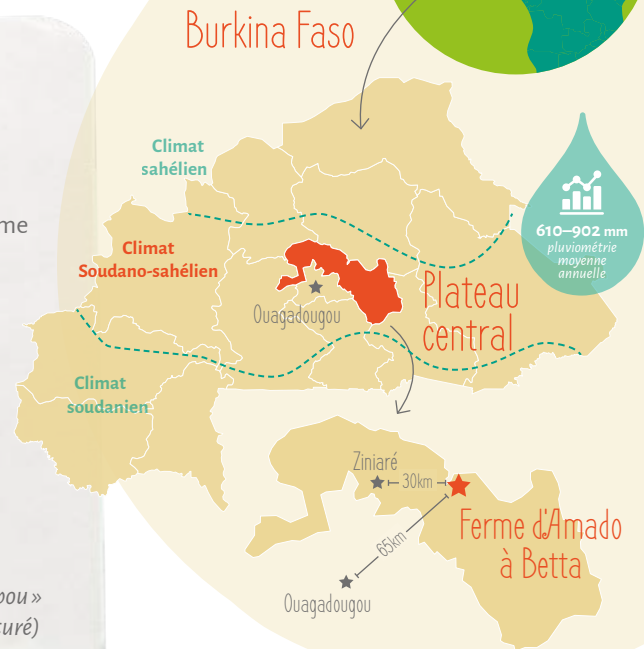 Burkina Faso
Climat
sahélien
me
610–902 mm
pluviométrie
moyenne
annuelle
Climat
Soudano-sahélien
Plateau
central
Ouagadougou
Climat
soudanien
Ziniaré
30km
Ferme d'Amado
à Betta
65km
Ouagadougou
ou »
uré)